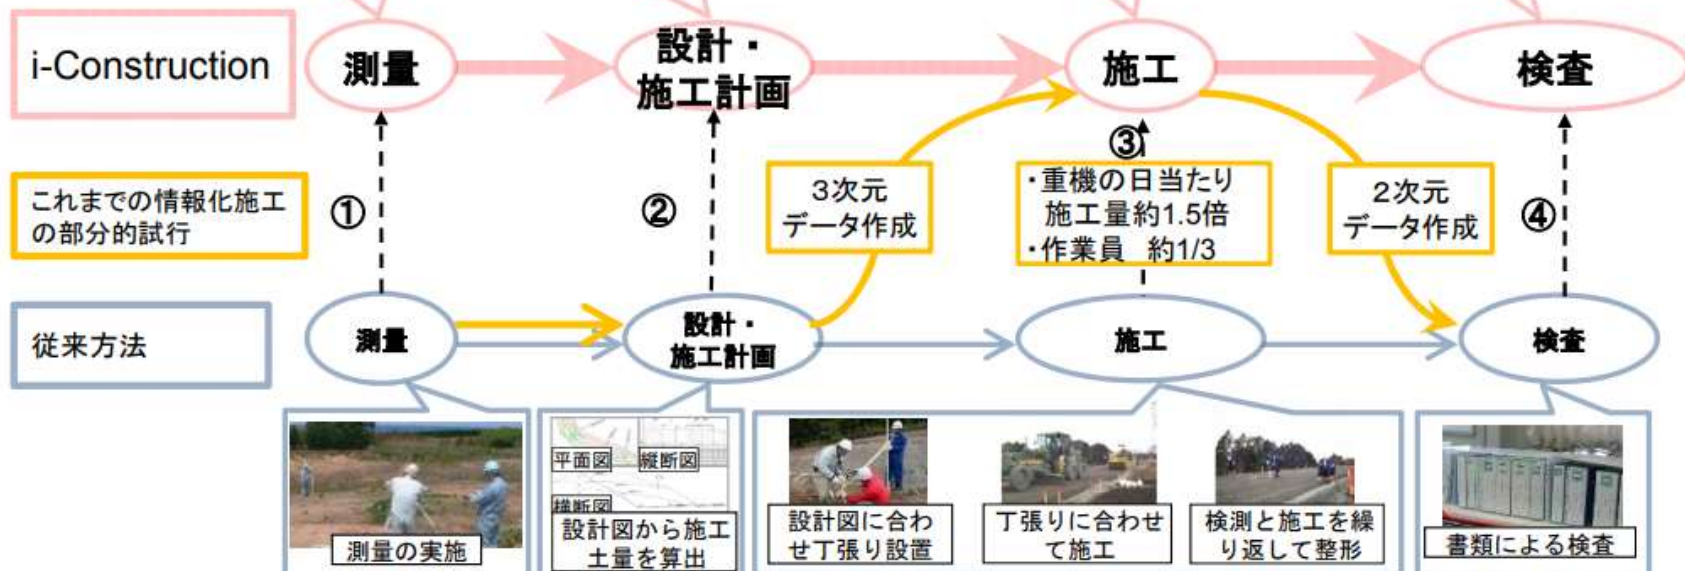 i-Construction
測量
設計・
施工計画
施工
検査
これまでの情報化施工
の部分的試行
①
②
3次元
データ作成
③
・重機の日当たり
施工量約1.5倍
・作業員 約1/3
2次元
データ作成
④
従来方法
測量
設計・
施工計画
施工
検査
測量の実施
平面図
縦断図
横断図
設計図から施工
土量を算出
設計図に合わ
せ丁張り設置
丁張りに合わせ
て施工
検測と施工を繰
り返して整形
書類による検査